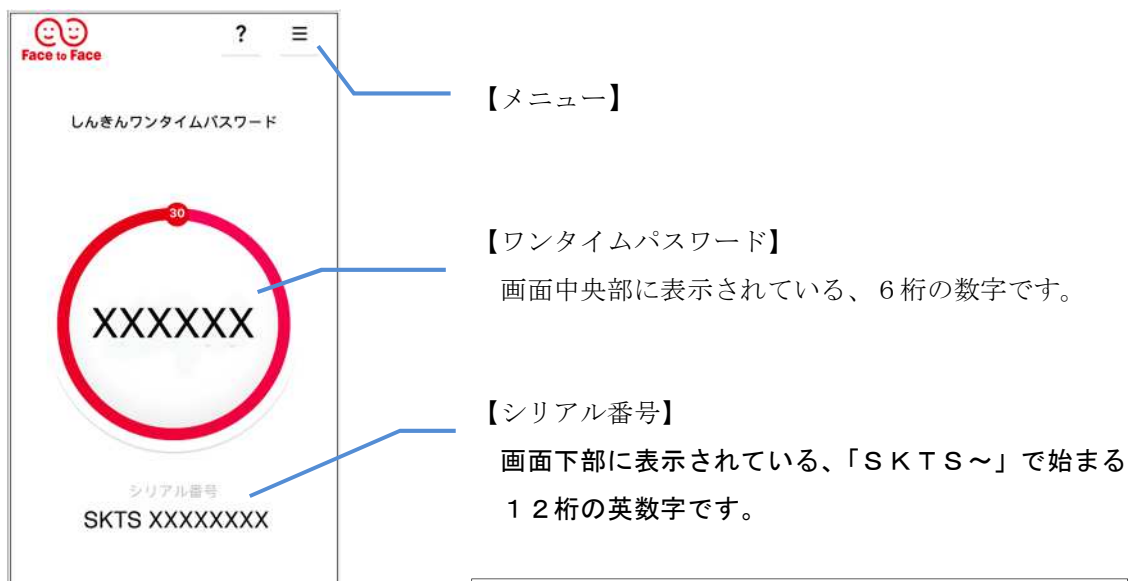 Face to Face
? ≡
しんきんワンタイムパスワード
30
XXXXXX
シリアル番号
SKTS XXXXXXXX
【メニュー】
【ワンタイムパスワード】
画面中央部に表示されている、６桁の数字です。
【シリアル番号】
画面下部に表示されている、「ＳＫＴＳ～」で始まる
１２桁の英数字です。